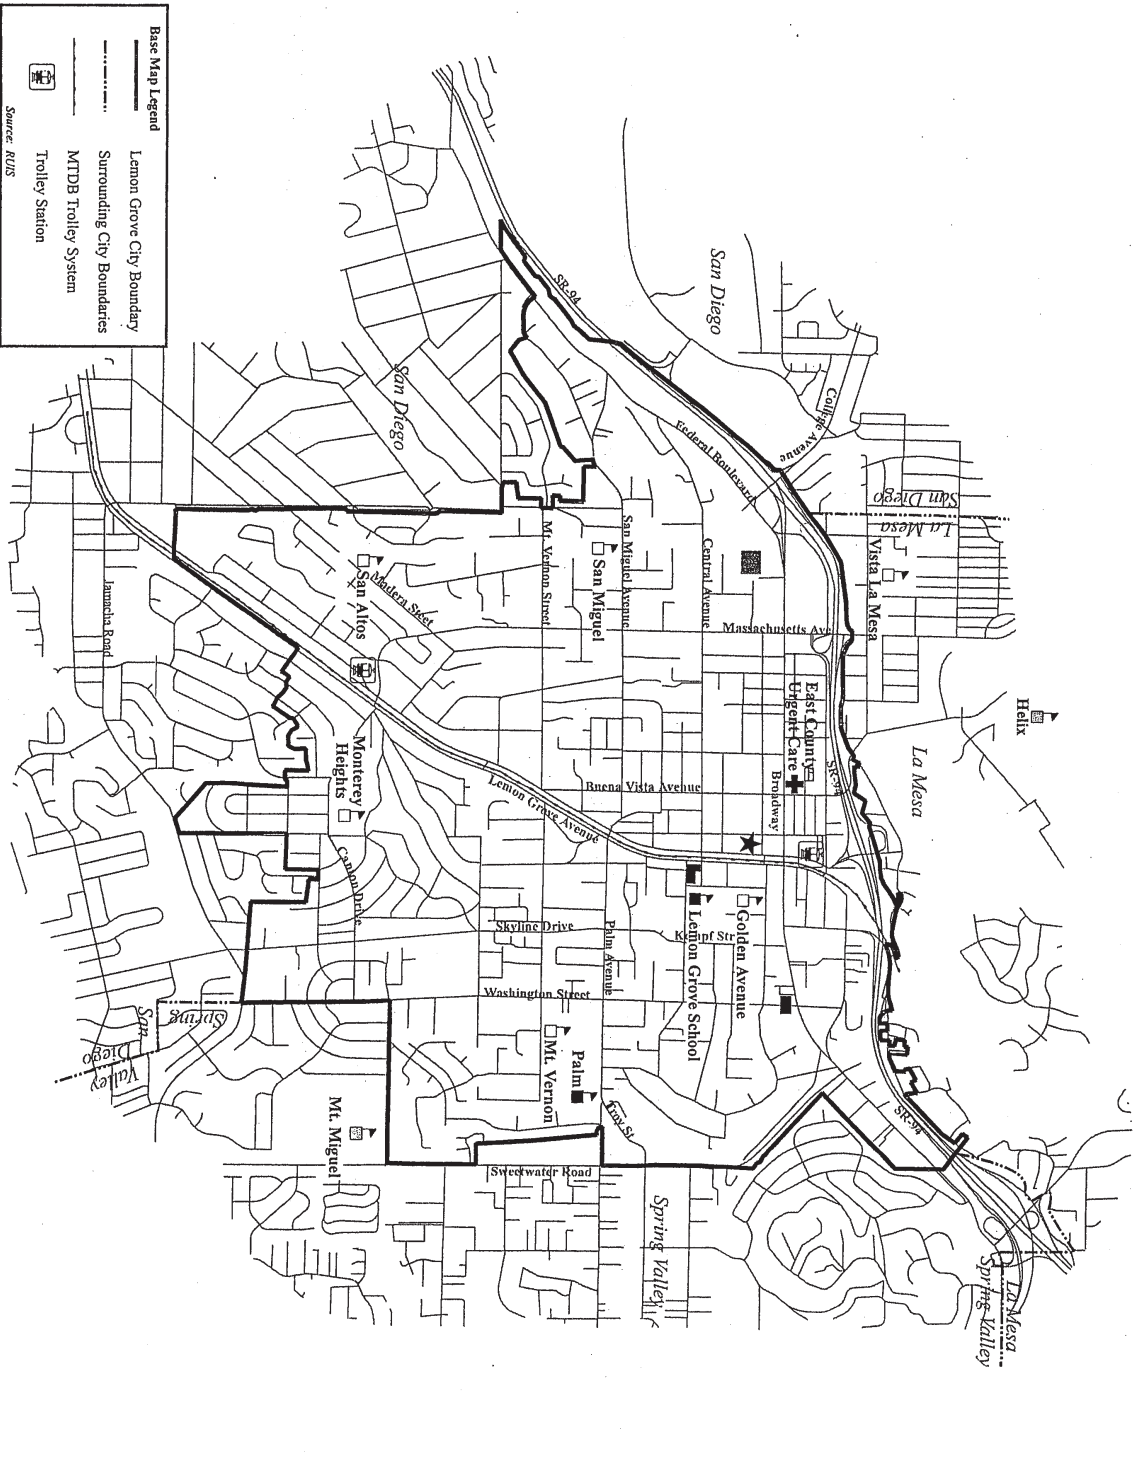 Base Map Legend
Lemon Grove City Boundary
Surrounding City Boundaries
MTDB Trolley System
Trolley Station
Source: RUIS
San Diego
San Diego
SR-94
College Avenue
Federal Boulevard
San Diego
La Mesa
Vista La Mesa
Helix
La Mesa
Central Avenue
San Miguel Avenue
San Miguel
Mt. Vernon Street
San Altos
Madera Street
Jamacha Road
Massachusetts Ave
East County
Urgent Care
SR-94
Broadway
Buena Vista Avenue
Lemon Grove Avenue
Monterey
Heights
Canton Drive
Golden Avenue
Lemon Grove School
Kempf Str
Skyline Drive
Palm Avenue
Washington Street
Mt. Vernon
Palm
Troy St
SR-94
Mt. Miguel
Sweetwater Road
Spring Valley
Spring
Valley
San
Diego
La Mesa
Spring Valley